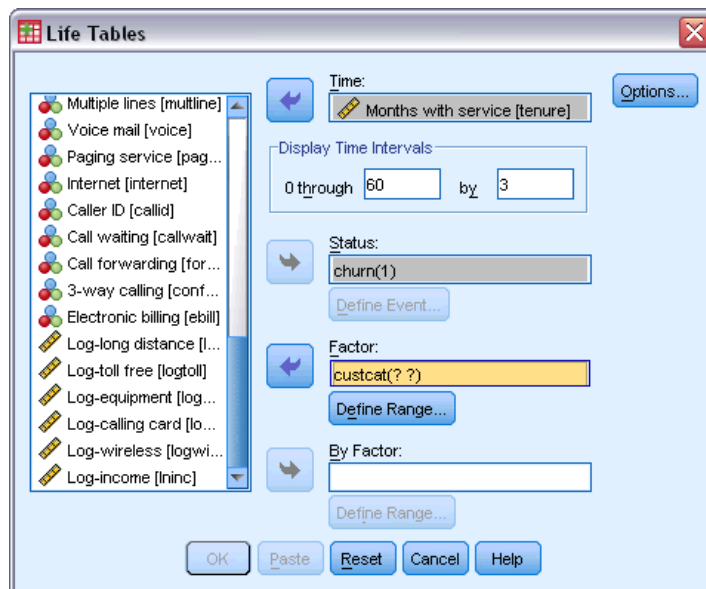 Life Tables
Multiple lines [multline]
Voice mail [voice]
Paging service [pag...
Internet [internet]
Caller ID [callid]
Call waiting [callwait]
Call forwarding [for...
3-way calling [conf...
Electronic billing [ebill]
Log-long distance [l...
Log-toll free [logtoll]
Log-equipment [log...
Log-calling card [lo...
Log-wireless [logwi...
Log-income [lninc]
Time:
Months with service [tenure]
Options...
Display Time Intervals
0 through 60 by 3
Status:
churn(1)
Define Event...
Factor:
custcat(? ?)
Define Range...
By Factor:
Define Range...
OK Paste Reset Cancel Help